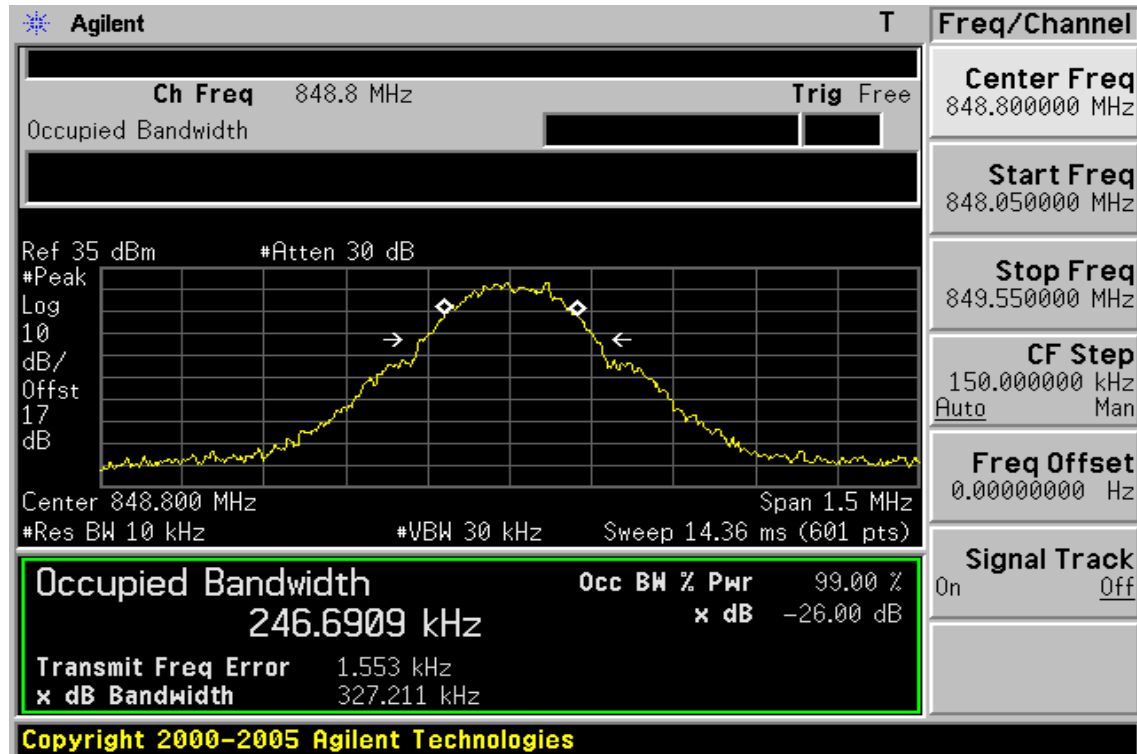 Agilent T
Freq/Channel
Ch Freq 848.8 MHz Trig Free
Occupied Bandwidth
Center Freq
848.800000 MHz
Start Freq
848.050000 MHz
Stop Freq
849.550000 MHz
CF Step
150.000000 kHz
Auto Man
Freq Offset
0.00000000 Hz
Signal Track
On Off
Ref 35 dBm #Atten 30 dB
#Peak
Log
10
dB/
Offst
17
dB
Center 848.800 MHz Span 1.5 MHz
#Res BW 10 kHz #VBW 30 kHz Sweep 14.36 ms (601 pts)
Occupied Bandwidth Occ BW % Pwr 99.00 %
246.6909 kHz x dB -26.00 dB
Transmit Freq Error 1.553 kHz
x dB Bandwidth 327.211 kHz
Copyright 2000-2005 Agilent Technologies